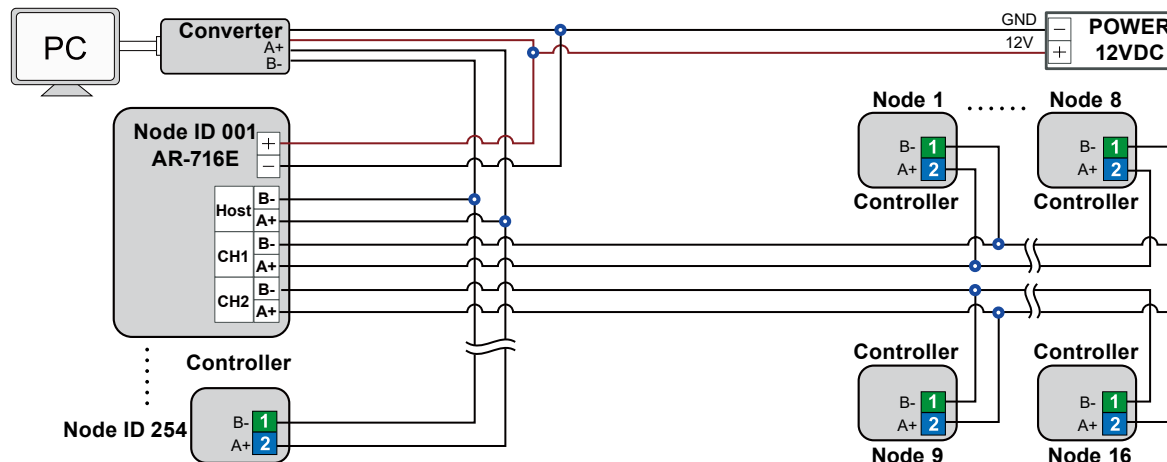 PC
Converter
A+
B-
GND
12V
−
+
POWER
12VDC
Node ID 001
AR-716E
+
−
Host
B-
A+
CH1
B-
A+
CH2
B-
A+
Node 1
......
Node 8
B- 1
A+ 2
Controller
B- 1
A+ 2
Controller
Controller
Node ID 254
B- 1
A+ 2
Controller
B- 1
A+ 2
Node 9
Controller
B- 1
A+ 2
Node 16